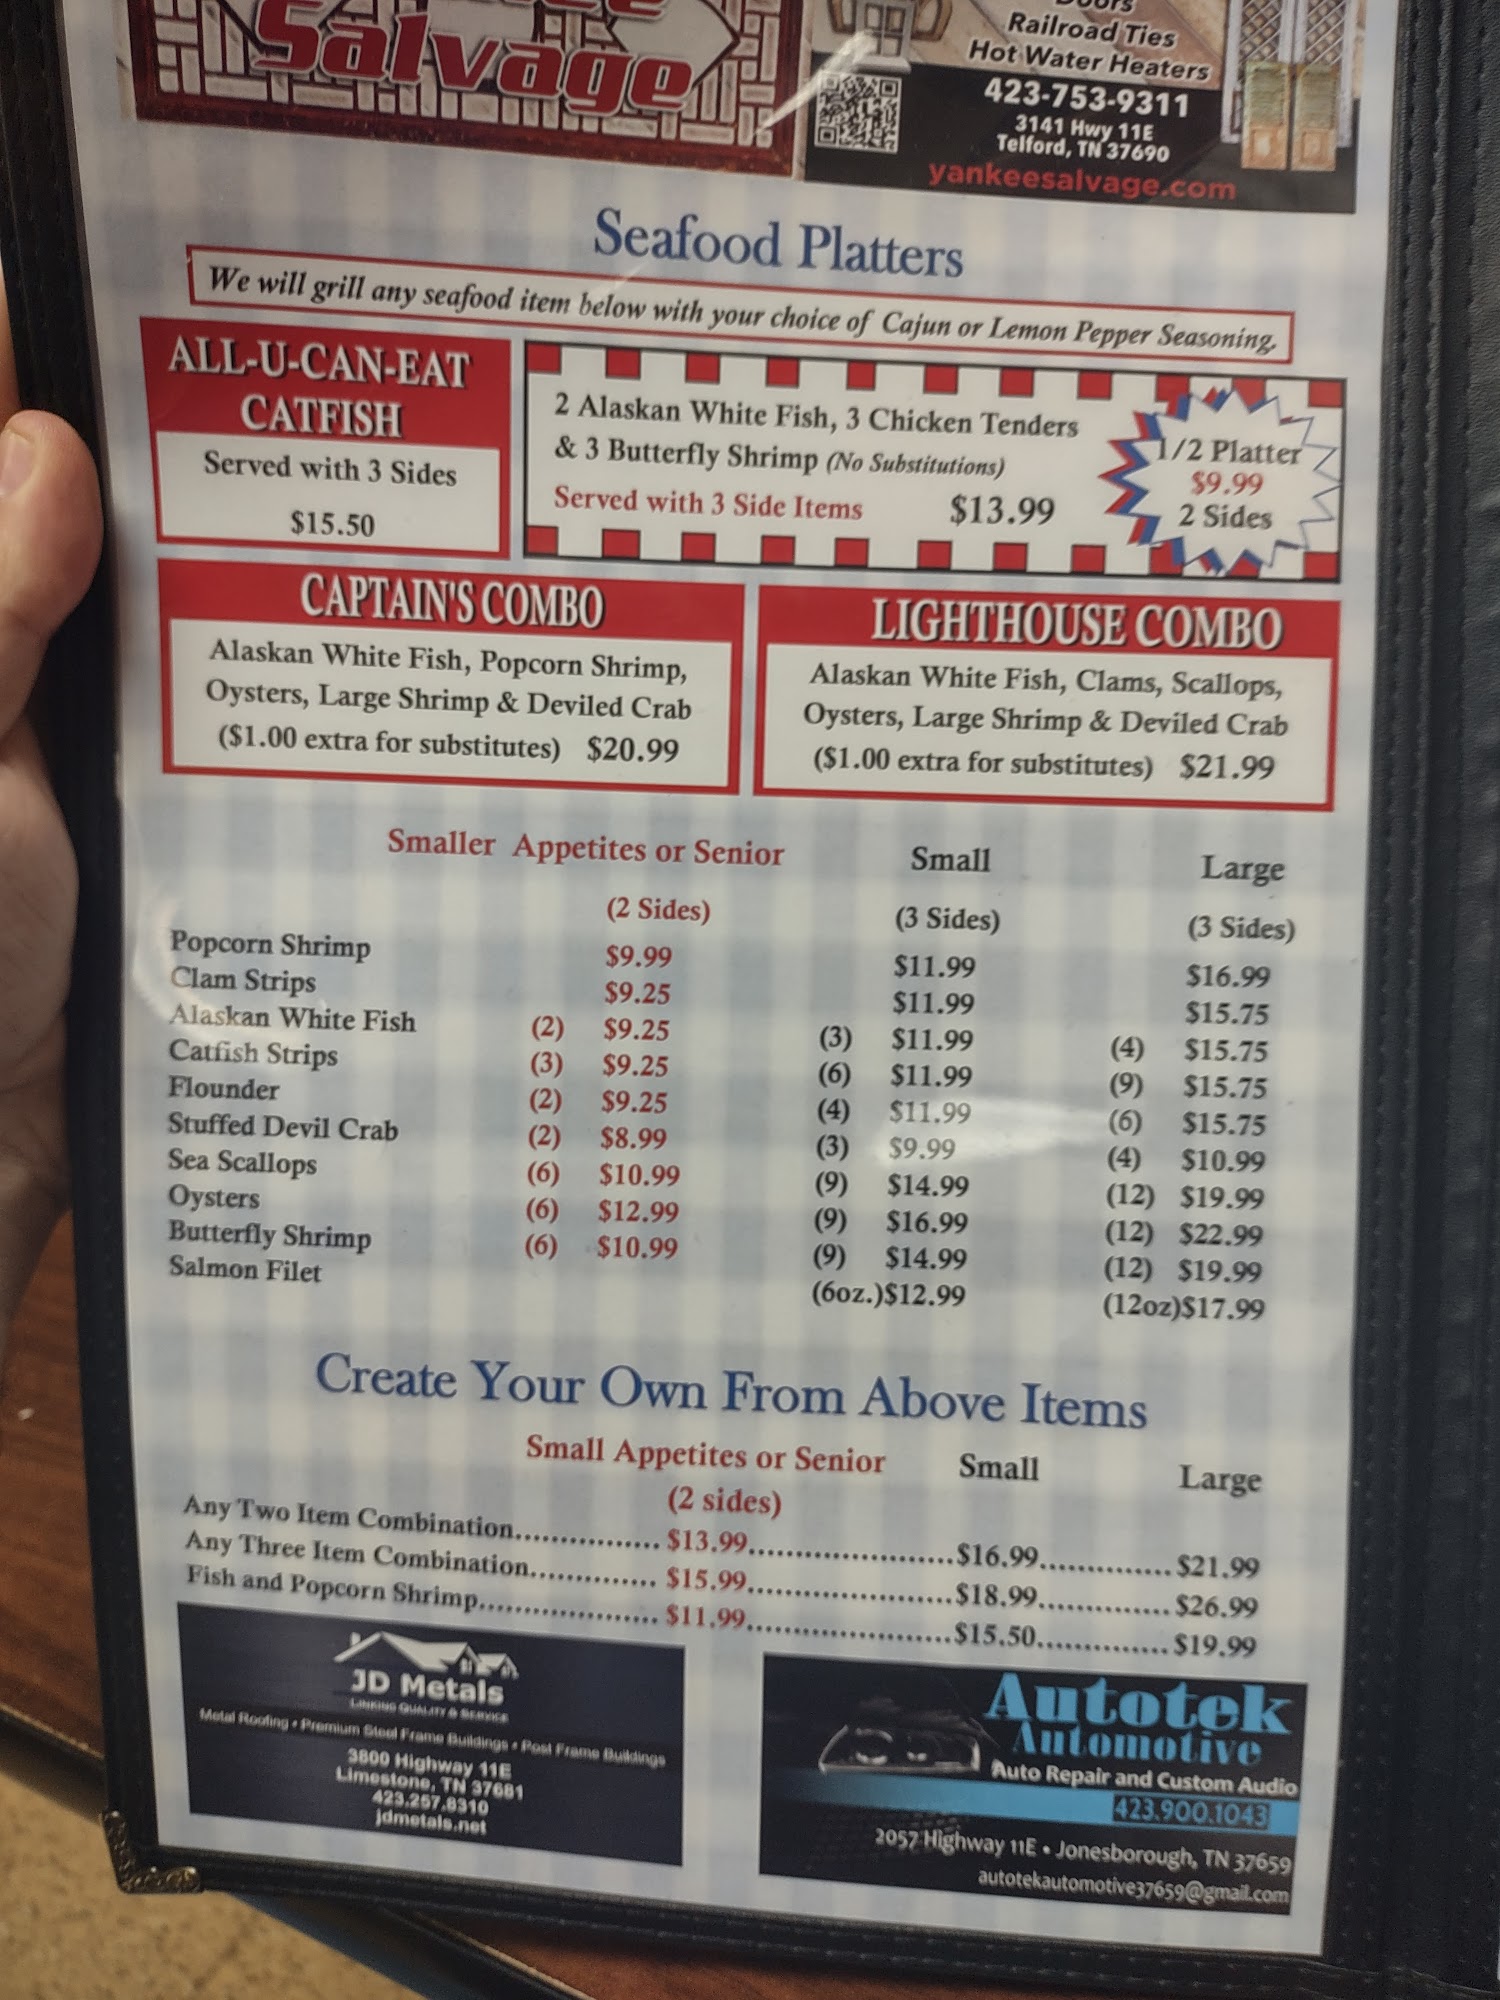 Salvage
Doors
Railroad Ties
Hot Water Heaters
423-753-9311
3141 Hwy 11E
Telford, TN 37690
yankeesalvage.com
Seafood Platters
We will grill any seafood item below with your choice of Cajun or Lemon Pepper Seasoning.
ALL-U-CAN-EAT
CATFISH
Served with 3 Sides
$15.50
2 Alaskan White Fish, 3 Chicken Tenders
& 3 Butterfly Shrimp (No Substitutions)
Served with 3 Side Items $13.99
1/2 Platter
$9.99
2 Sides
CAPTAIN'S COMBO
Alaskan White Fish, Popcorn Shrimp,
Oysters, Large Shrimp & Deviled Crab
($1.00 extra for substitutes) $20.99
LIGHTHOUSE COMBO
Alaskan White Fish, Clams, Scallops,
Oysters, Large Shrimp & Deviled Crab
($1.00 extra for substitutes) $21.99
Smaller Appetites or Senior Small Large
(2 Sides) (3 Sides) (3 Sides)
Popcorn Shrimp $9.99 $11.99 $16.99
Clam Strips $9.25 $11.99 $15.75
Alaskan White Fish (2) $9.25 (3) $11.99 (4) $15.75
Catfish Strips (3) $9.25 (6) $11.99 (9) $15.75
Flounder (2) $9.25 (4) $11.99 (6) $15.75
Stuffed Devil Crab (2) $8.99 (3) $9.99 (4) $10.99
Sea Scallops (6) $10.99 (9) $14.99 (12) $19.99
Oysters (6) $12.99 (9) $16.99 (12) $22.99
Butterfly Shrimp (6) $10.99 (9) $14.99 (12) $19.99
Salmon Filet (6oz.)$12.99 (12oz)$17.99
Create Your Own From Above Items
Small Appetites or Senior Small Large
(2 sides)
Any Two Item Combination................ $13.99......................$16.99.............. $21.99
Any Three Item Combination.............. $15.99......................$18.99.............. $26.99
Fish and Popcorn Shrimp.................... $11.99......................$15.50.............. $19.99
JD Metals
LINKING QUALITY & SERVICE
Metal Roofing • Premium Steel Frame Buildings • Post Frame Buildings
3800 Highway 11E
Limestone, TN 37681
423.257.8310
jdmetals.net
Autotek
Automotive
Auto Repair and Custom Audio
423.900.1043
2057 Highway 11E • Jonesborough, TN 37659
autotekautomotive37659@gmail.com